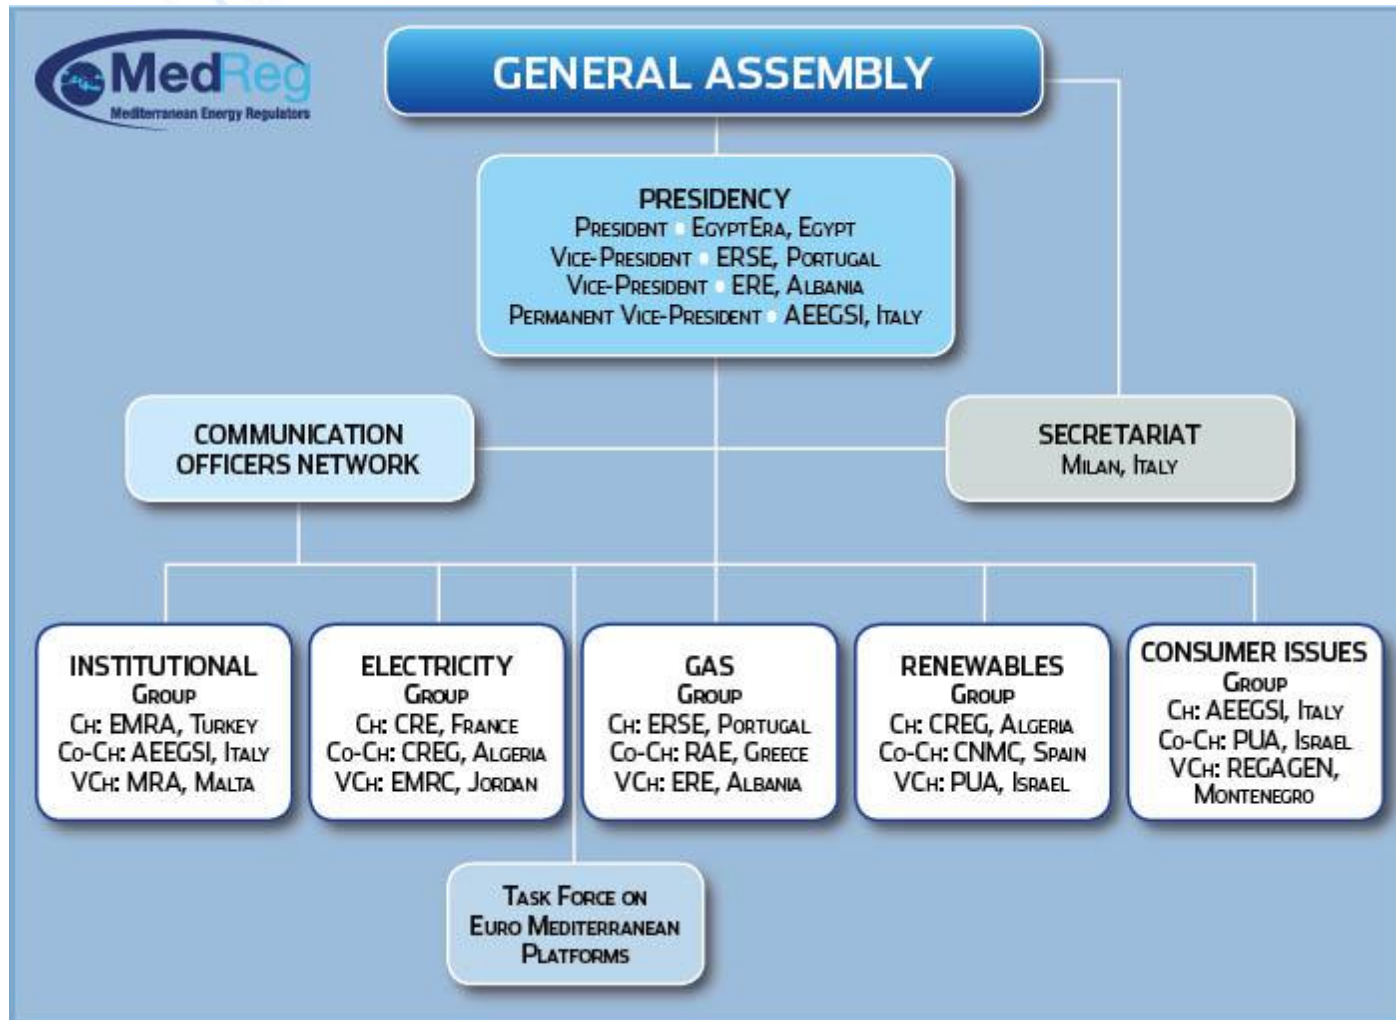 MedReg
Mediterranean Energy Regulators
GENERAL ASSEMBLY
PRESIDENCY
President • EgyptEra, Egypt
Vice-President • ERSE, Portugal
Vice-President • ERE, Albania
Permanent Vice-President • AEEGSI, Italy
COMMUNICATION
OFFICERS NETWORK
SECRETARIAT
Milan, Italy
INSTITUTIONAL
Group
Ch: EMRA, Turkey
Co-Ch: AEEGSI, Italy
VCh: MRA, Malta
ELECTRICITY
Group
Ch: CRE, France
Co-Ch: CREG, Algeria
VCh: EMRC, Jordan
GAS
Group
Ch: ERSE, Portugal
Co-Ch: RAE, Greece
VCh: ERE, Albania
RENEWABLES
Group
Ch: CREG, Algeria
Co-Ch: CNMC, Spain
VCh: PUA, Israel
CONSUMER ISSUES
Group
Ch: AEEGSI, Italy
Co-Ch: PUA, Israel
VCh: REGAGEN,
Montenegro
Task Force on
Euro Mediterranean
Platforms